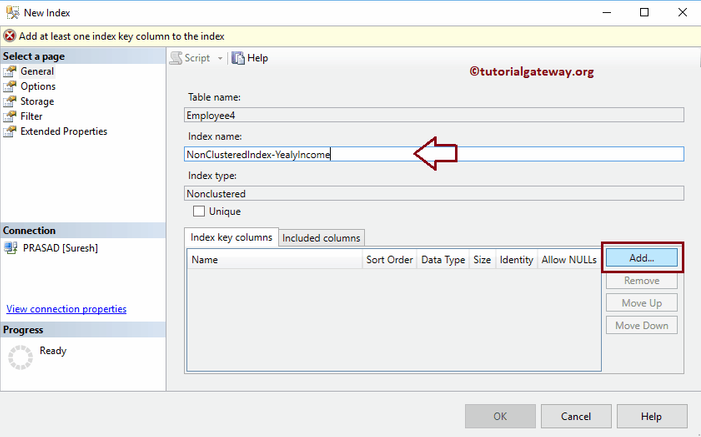 New Index
Add at least one index key column to the index
Select a page
General
Options
Storage
Filter
Extended Properties
Connection
PRASAD [Suresh]
View connection properties
Progress
Ready
Script
Help
©tutorialgateway.org
Table name:
Employee4
Index name:
NonClusteredIndex-YealyIncome
Index type:
Nonclustered
Unique
Index key columns Included columns
Name Sort Order Data Type Size Identity Allow NULLs
Add...
Remove
Move Up
Move Down
OK Cancel Help